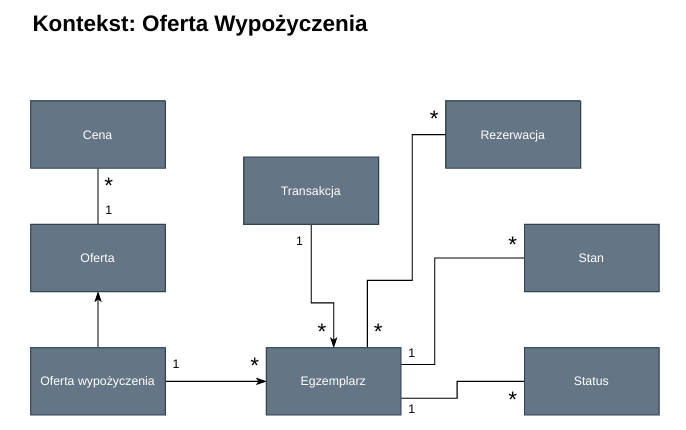 Kontekst: Oferta Wypożyczenia
Cena
*
Rezerwacja
*
Transakcja
1
Oferta
1
*
Stan
*
*
1
Oferta wypożyczenia
1
*
Egzemplarz
1
Status
*